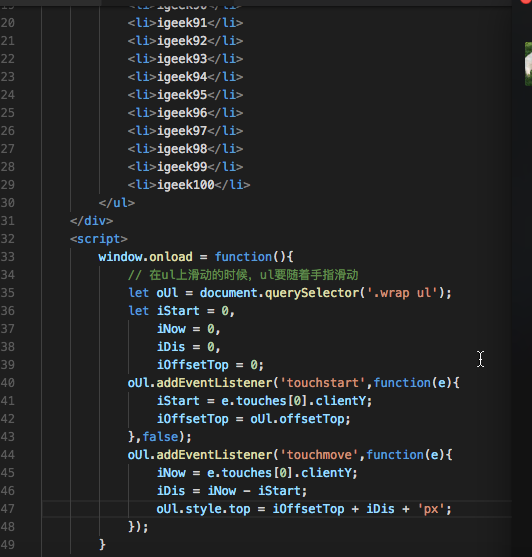 19 <li>igeek90</li>
20 <li>igeek91</li>
21 <li>igeek92</li>
22 <li>igeek93</li>
23 <li>igeek94</li>
24 <li>igeek95</li>
25 <li>igeek96</li>
26 <li>igeek97</li>
27 <li>igeek98</li>
28 <li>igeek99</li>
29 <li>igeek100</li>
30 </ul>
31 </div>
32 <script>
33 window.onload = function(){
34 // 在ul上滑动的时候，ul要随着手指滑动
35 let oUl = document.querySelector('.wrap ul');
36 let iStart = 0,
37 iNow = 0,
38 iDis = 0,
39 iOffsetTop = 0;
40 oUl.addEventListener('touchstart',function(e){
41 iStart = e.touches[0].clientY;
42 iOffsetTop = oUl.offsetTop;
43 },false);
44 oUl.addEventListener('touchmove',function(e){
45 iNow = e.touches[0].clientY;
46 iDis = iNow - iStart;
47 oUl.style.top = iOffsetTop + iDis + 'px';
48 });
49 }